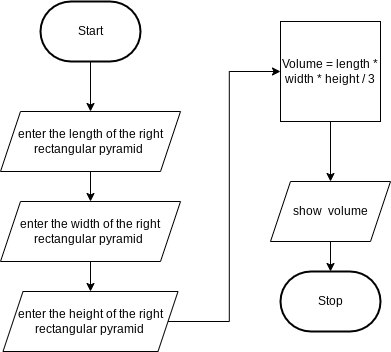 Start
enter the length of the right
rectangular pyramid
enter the width of the right
rectangular pyramid
enter the height of the right
rectangular pyramid
Volume = length *
width * height / 3
show volume
Stop